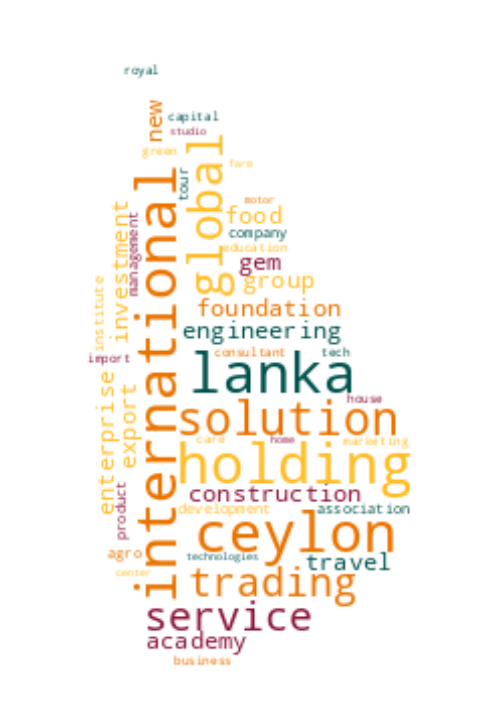 royal
new
capital
studio
green
global
farm
international
tour
motor
investment
management
food
company
education
gem
institute
group
foundation
engineering
import
consultant
tech
lanka
enterprise
export
house
solution
care
home
marketing
holding
product
construction
development
association
ceylon
agro
technologies
travel
center
trading
service
academy
business